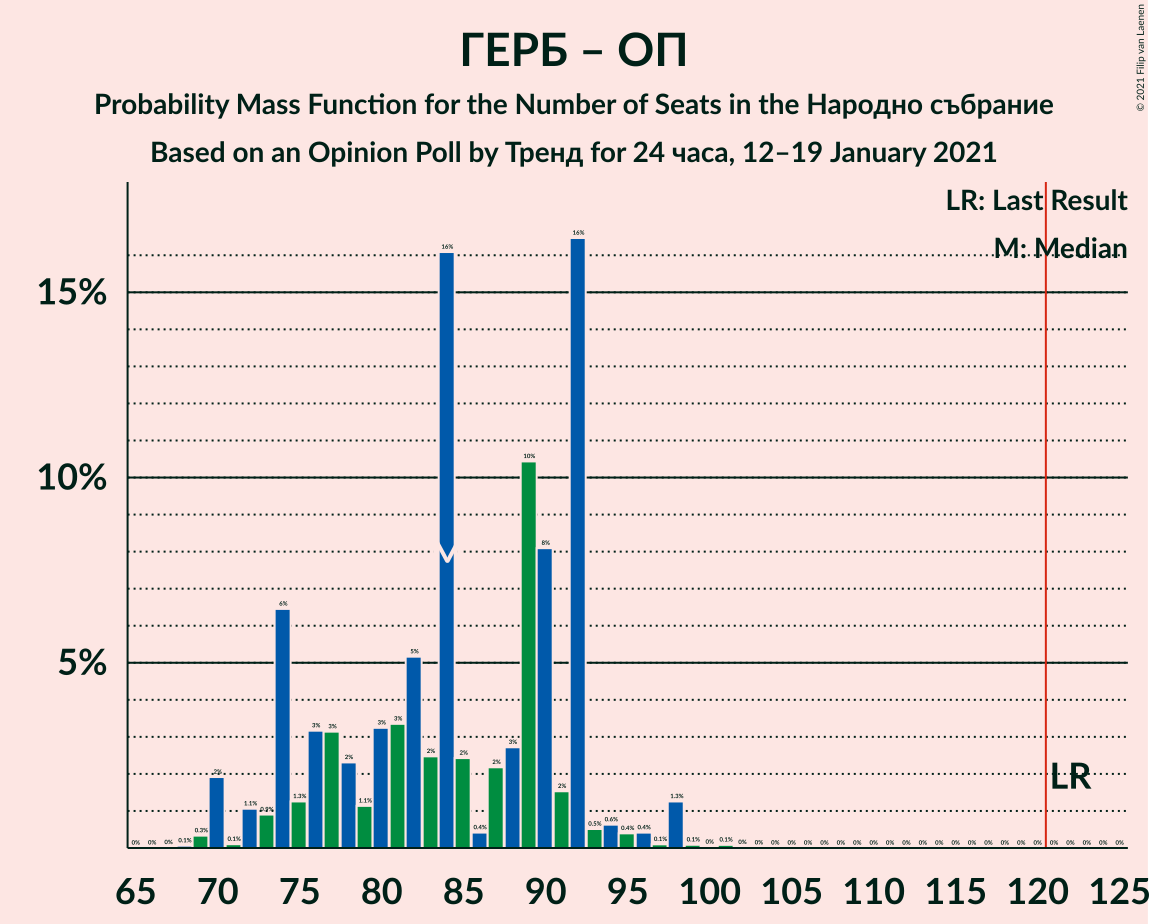 ГЕРБ – ОП
Probability Mass Function for the Number of Seats in the Народно събрание
Based on an Opinion Poll by Тренд for 24 часа, 12–19 January 2021
© 2021 Filip van Laenen
LR: Last Result
M: Median
15%
10%
5%
0% 0% 0% 0.1% 0.3% 2% 0.1% 1.1% 0.9% 6% 1.3% 3% 3% 2% 1.1% 3% 3% 5% 2% 16% 2% 0.4% 2% 3% 10% 8% 2% 16% 0.5% 0.6% 0.4% 0.4% 0.1% 1.3% 0.1% 0% 0.1% 0% 0% 0% 0% 0% 0% 0% 0% 0% 0% 0% 0% 0% 0% 0% 0% 0% 0% 0% 0% 0% 0% 0% 0%
M
LR
65 70 75 80 85 90 95 100 105 110 115 120 125